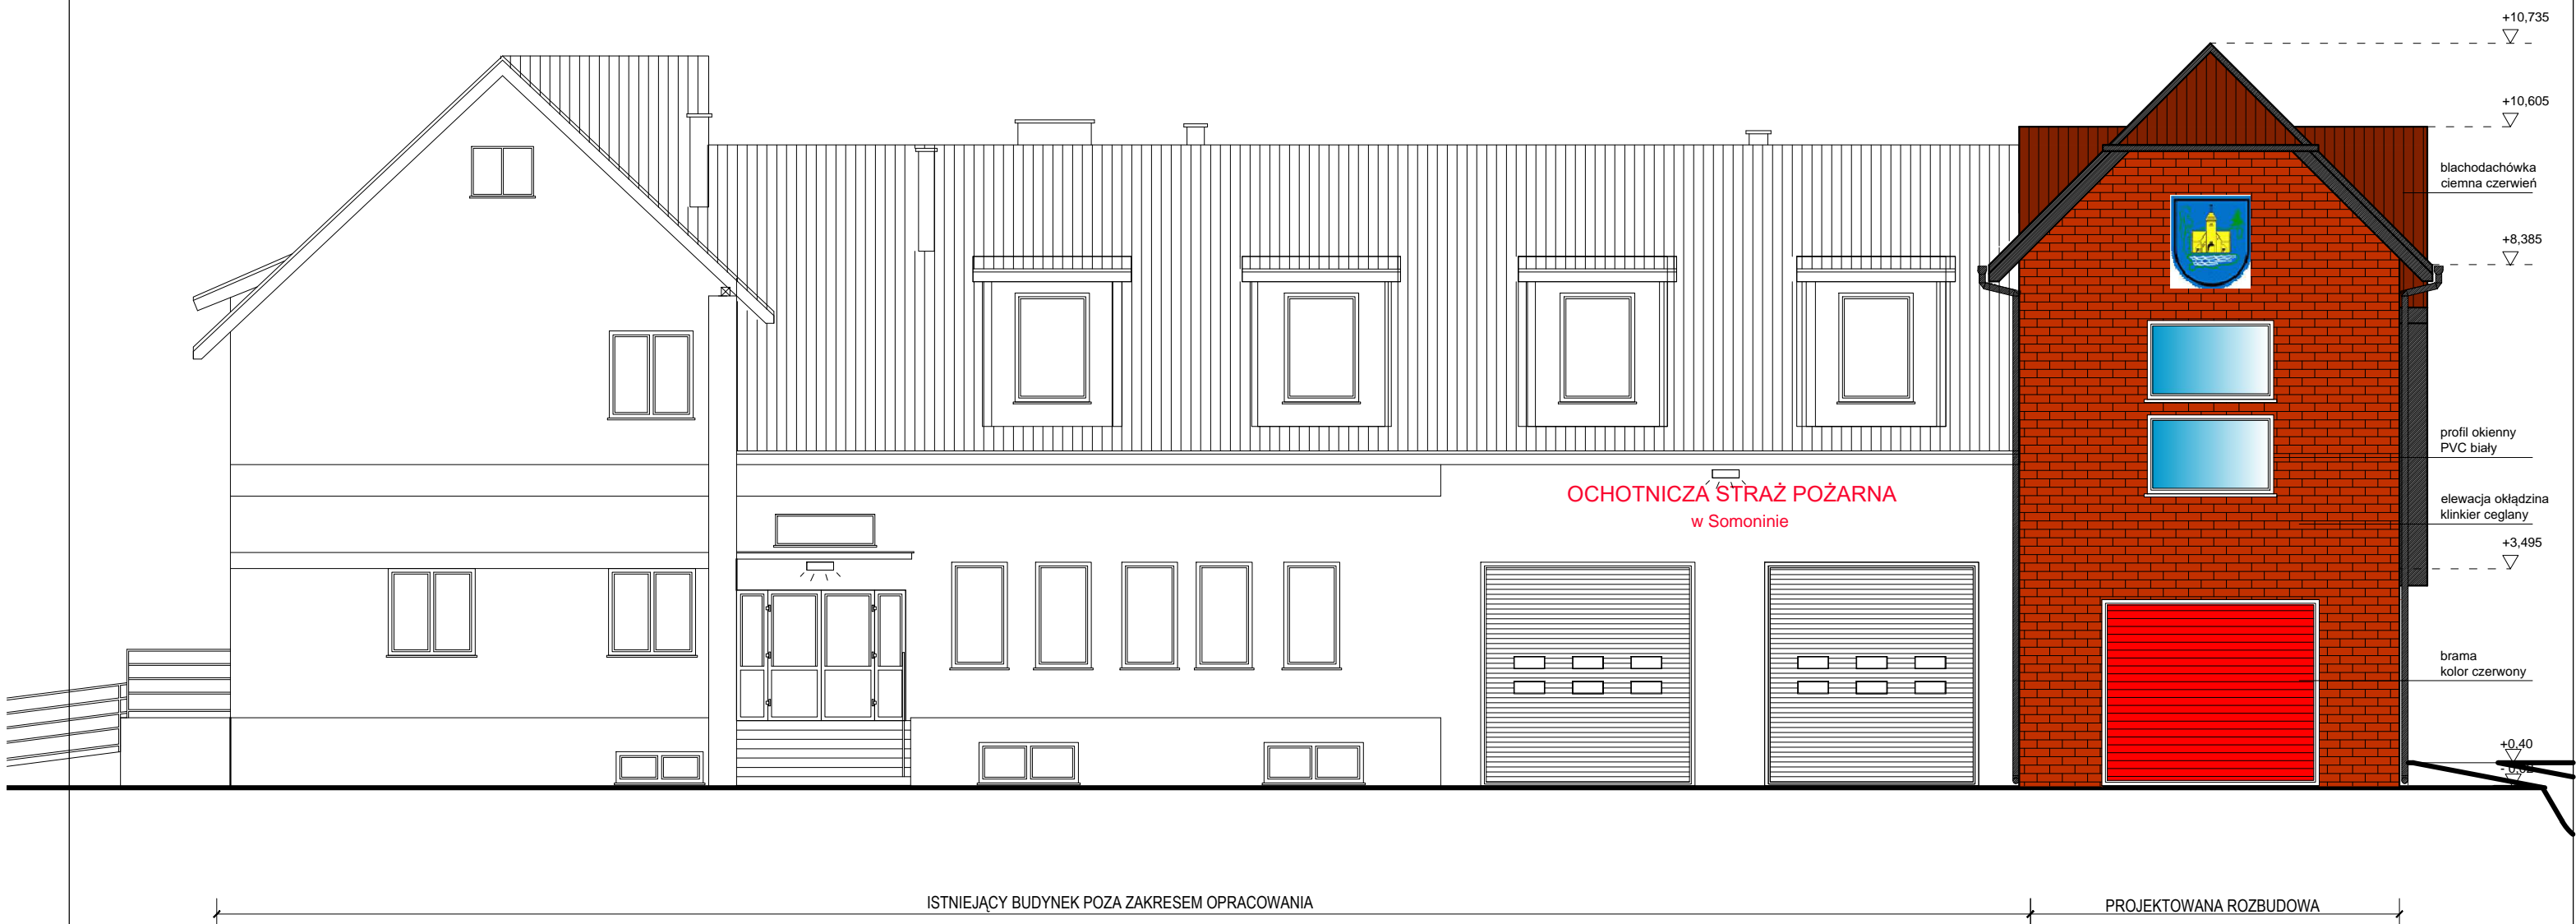 +10,735
+10,605
blachodachówka
ciemna czerwień
+8,385
profil okienny
PVC biały
OCHOTNICZA STRAŻ POŻARNA
w Somoninie
elewacja okłądzina
klinkier ceglany
+3,495
brama
kolor czerwony
+0,40
ISTNIEJĄCY BUDYNEK POZA ZAKRESEM OPRACOWANIA
PROJEKTOWANA ROZBUDOWA